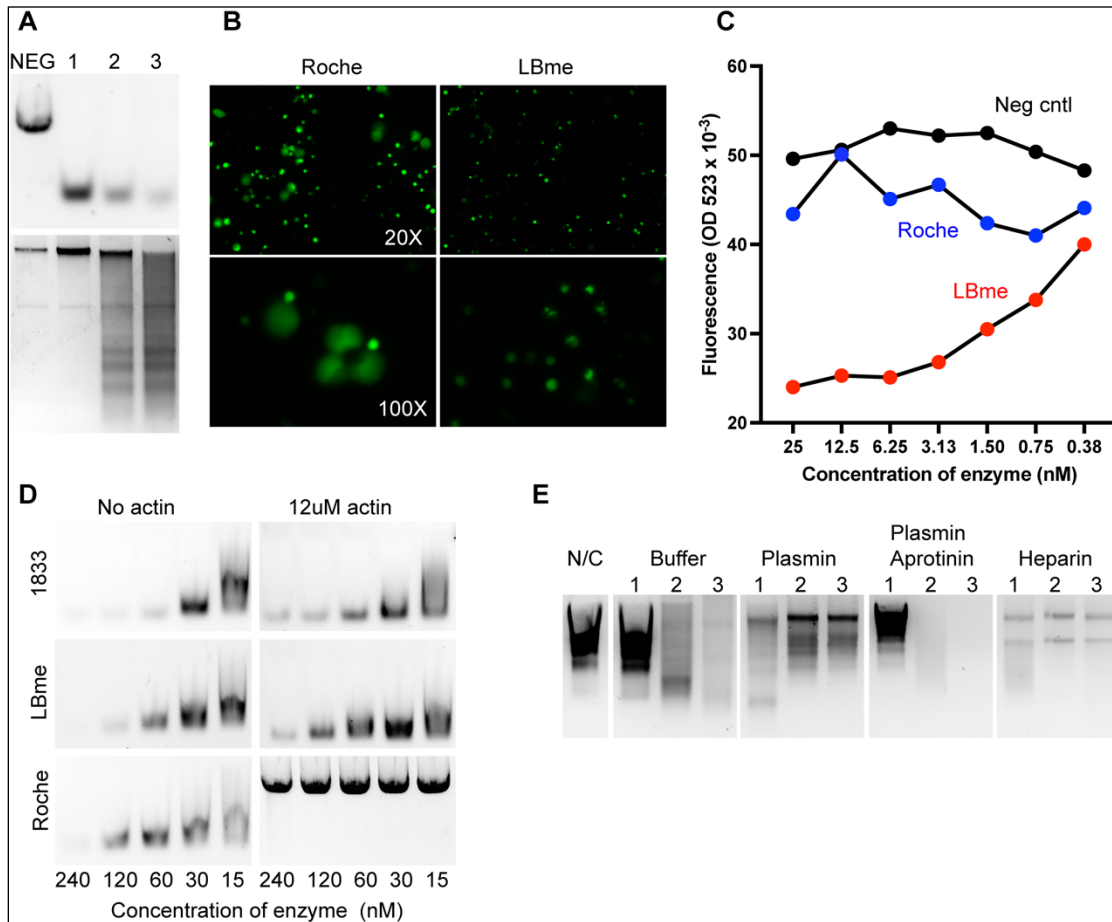 A
NEG 1 2 3
B
Roche LBme
20X
100X
C
60
50
40
30
20
Fluorescence (OD 523 x 10-3)
Neg cntl
Roche
LBme
25 12.5 6.25 3.13 1.50 0.75 0.38
Concentration of enzyme (nM)
D
No actin 12uM actin
1833
LBme
Roche
240 120 60 30 15 240 120 60 30 15
Concentration of enzyme (nM)
E
N/C Buffer Plasmin Plasmin Aprotinin Heparin
1 2 3 1 2 3 1 2 3 1 2 3